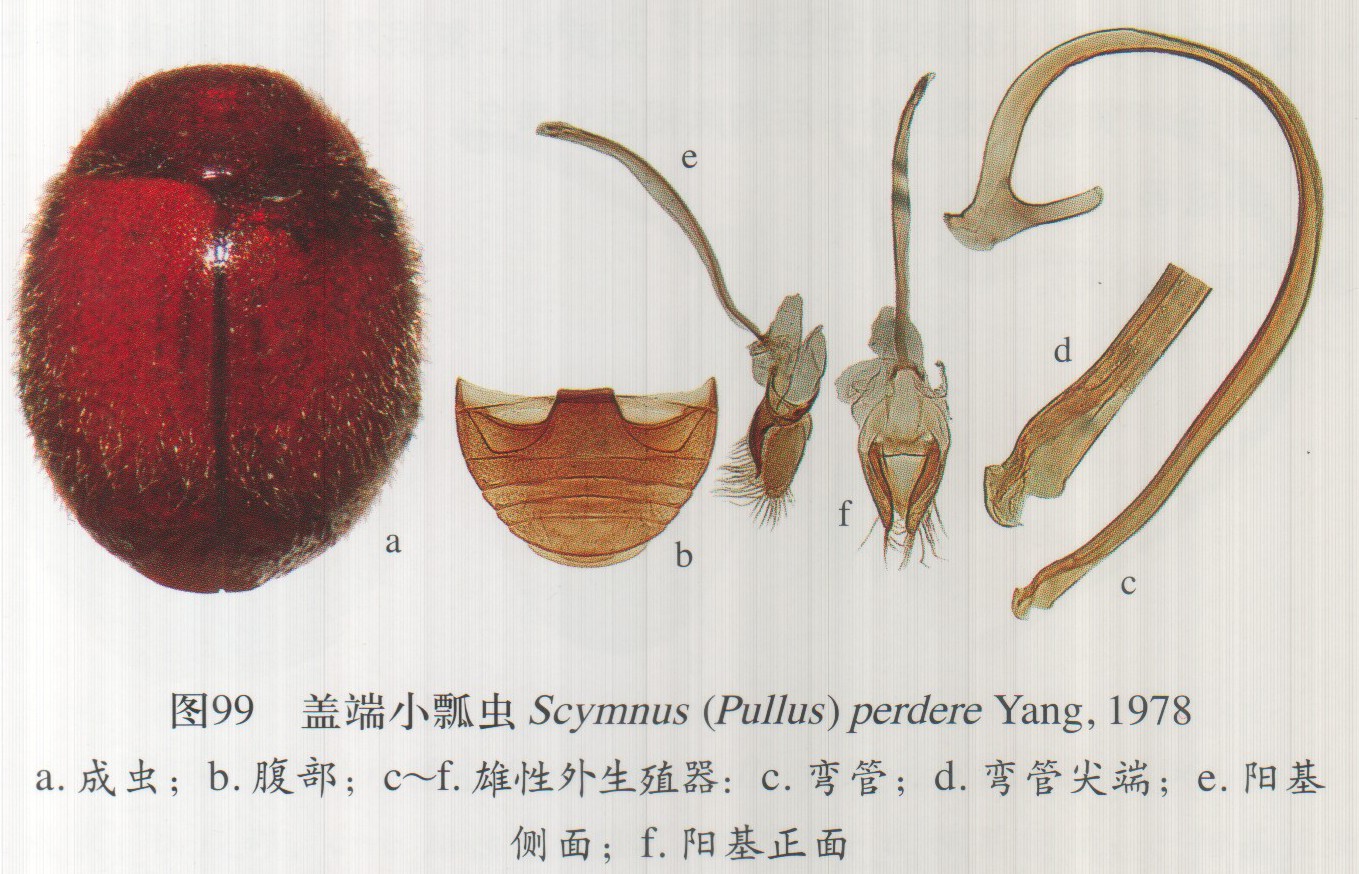 a
b
c
d
e
f
图99 盖端小瓢虫 Scymnus (Pullus) perdere Yang, 1978
a. 成虫；b. 腹部；c～f. 雄性外生殖器：c. 弯管；d. 弯管尖端；e. 阳基
侧面；f. 阳基正面